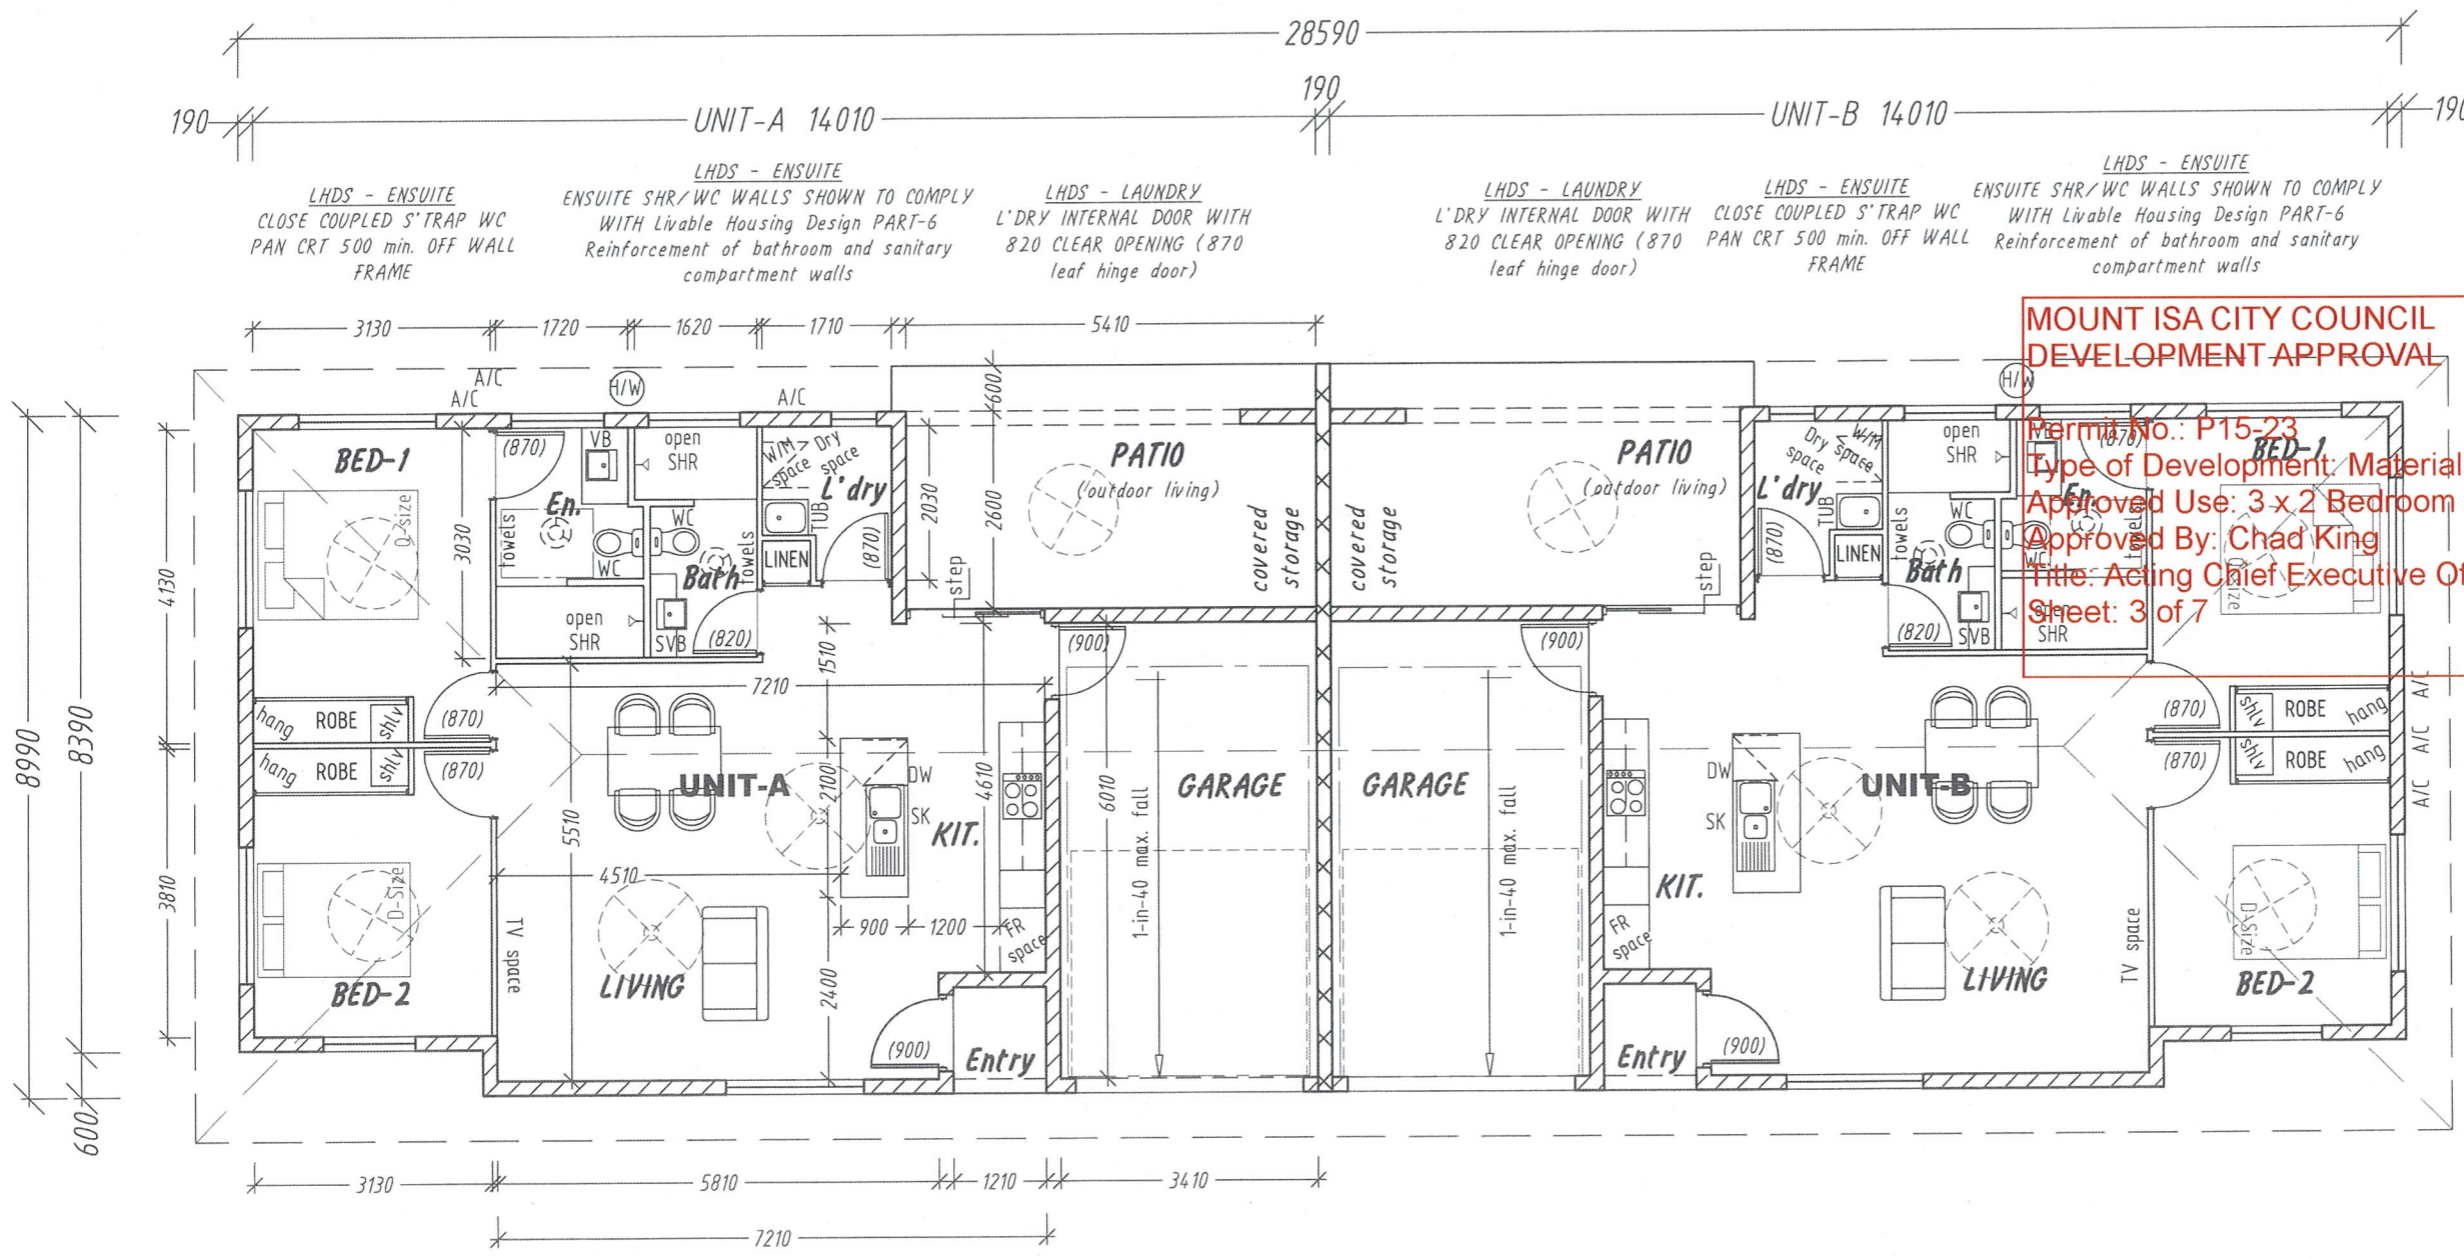 28590
190
UNIT-A 14010
190
UNIT-B 14010
190
LHDS - ENSUITE
CLOSE COUPLED S'TRAP WC
PAN CRT 500 min. OFF WALL
FRAME
LHDS - ENSUITE
ENSUITE SHR/WC WALLS SHOWN TO COMPLY
WITH Livable Housing Design PART-6
Reinforcement of bathroom and sanitary
compartment walls
LHDS - LAUNDRY
L'DRY INTERNAL DOOR WITH
820 CLEAR OPENING (870
leaf hinge door)
LHDS - LAUNDRY
L'DRY INTERNAL DOOR WITH
820 CLEAR OPENING (870
leaf hinge door)
LHDS - ENSUITE
CLOSE COUPLED S'TRAP WC
PAN CRT 500 min. OFF WALL
FRAME
LHDS - ENSUITE
ENSUITE SHR/WC WALLS SHOWN TO COMPLY
WITH Livable Housing Design PART-6
Reinforcement of bathroom and sanitary
compartment walls
MOUNT ISA CITY COUNCIL
DEVELOPMENT APPROVAL
Permit No.: P15-23
Type of Development: Material
Approved Use: 3 x 2 Bedroom
Approved By: Chad King
Title: Acting Chief Executive Of
Sheet: 3 of 7
3130
1720
1620
1710
5410
A/C
A/C
H/W
A/C
600
H/W
8990
8390
600
4130
3810
BED-1
Q-size
3030
(870)
VB
En.
towels
WC
open
SHR
open
SHR
WC
Bath
towels
SVB
(820)
W/M
space
Dry
space
L'dry
TUB
LINEN
(870)
2030
2600
step
PATIO
(outdoor living)
covered
storage
covered
storage
PATIO
(outdoor living)
step
L'dry
Dry
space
W/M
space
TUB
LINEN
(870)
towels
Bath
WC
(820)
SVB
open
SHR
VB
(870)
En.
WC
towels
open
SHR
BED-1
Q-size
hang
ROBE
shlv
(870)
hang
ROBE
shlv
(870)
7210
1510
2100
4610
5510
4510
900
1200
2400
UNIT-A
DW
SK
KIT.
FR
space
TV space
LIVING
BED-2
D-Size
(900)
Entry
(900)
6010
1-in-40 max. fall
GARAGE
GARAGE
1-in-40 max. fall
(900)
DW
SK
KIT.
FR
space
UNIT-B
LIVING
TV space
Entry
(900)
(870)
shlv
ROBE
hang
(870)
shlv
ROBE
hang
A/C
A/C
A/C
D-Size
BED-2
3130
5810
1210
3410
7210